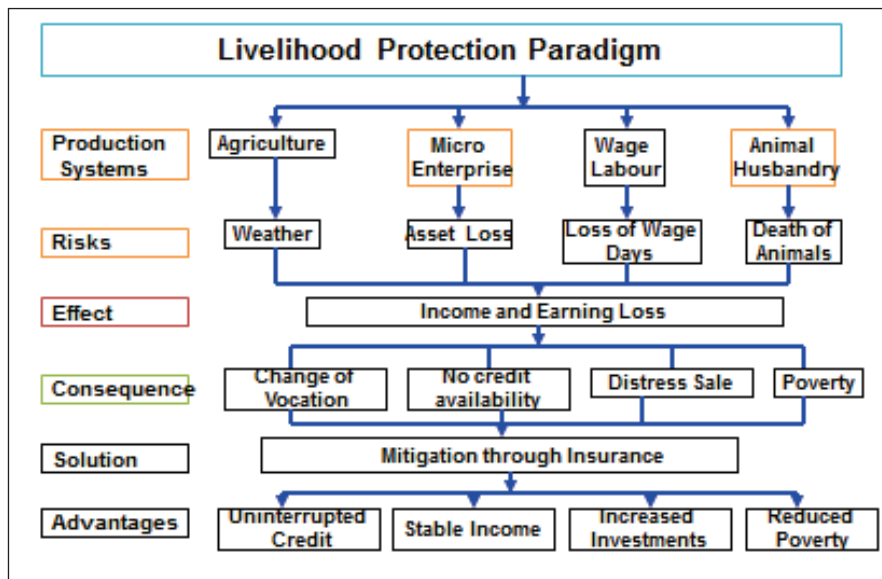 Livelihood Protection Paradigm
Production
Systems
Agriculture
Micro
Enterprise
Wage
Labour
Animal
Husbandry
Risks
Weather
Asset Loss
Loss of Wage
Days
Death of
Animals
Effect
Income and Earning Loss
Consequence
Change of
Vocation
No credit
availability
Distress Sale
Poverty
Solution
Mitigation through Insurance
Advantages
Uninterrupted
Credit
Stable Income
Increased
Investments
Reduced
Poverty